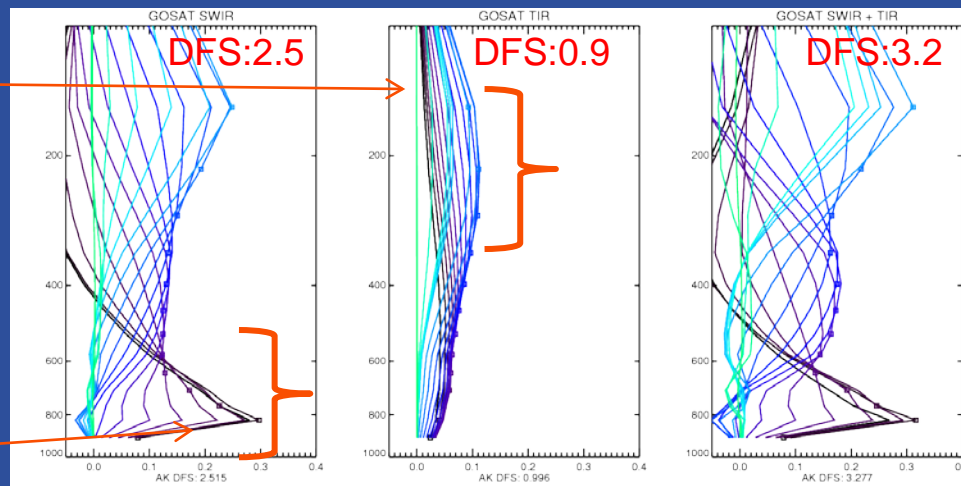 GOSAT SWIR
DFS:2.5
200
400
600
800
1000
0.0 0.1 0.2 0.3 0.4
AK DFS: 2.515
GOSAT TIR
DFS:0.9
200
400
600
800
1000
0.0 0.1 0.2 0.3 0.4
AK DFS: 0.996
GOSAT SWIR + TIR
DFS:3.2
200
400
600
800
1000
0.0 0.1 0.2 0.3 0.4
AK DFS: 3.277